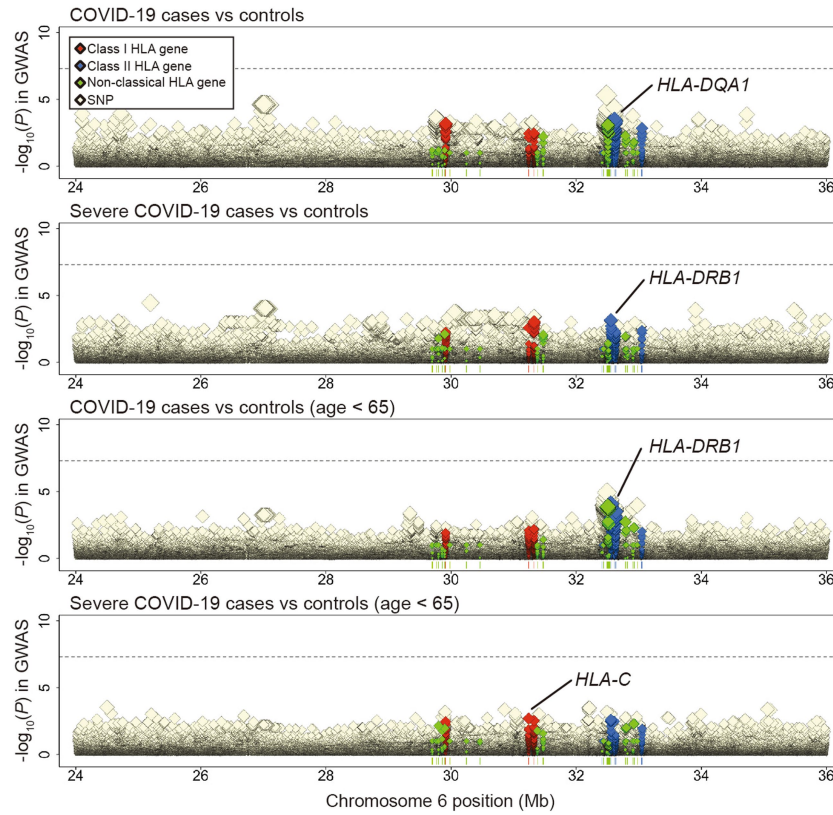 COVID-19 cases vs controls
10
5
0
-log10(P) in GWAS
Class I HLA gene
Class II HLA gene
Non-classical HLA gene
SNP
HLA-DQA1
24 26 28 30 32 34 36
Severe COVID-19 cases vs controls
10
5
0
-log10(P) in GWAS
HLA-DRB1
24 26 28 30 32 34 36
COVID-19 cases vs controls (age < 65)
10
5
0
-log10(P) in GWAS
HLA-DRB1
24 26 28 30 32 34 36
Severe COVID-19 cases vs controls (age < 65)
10
5
0
-log10(P) in GWAS
HLA-C
24 26 28 30 32 34 36
Chromosome 6 position (Mb)